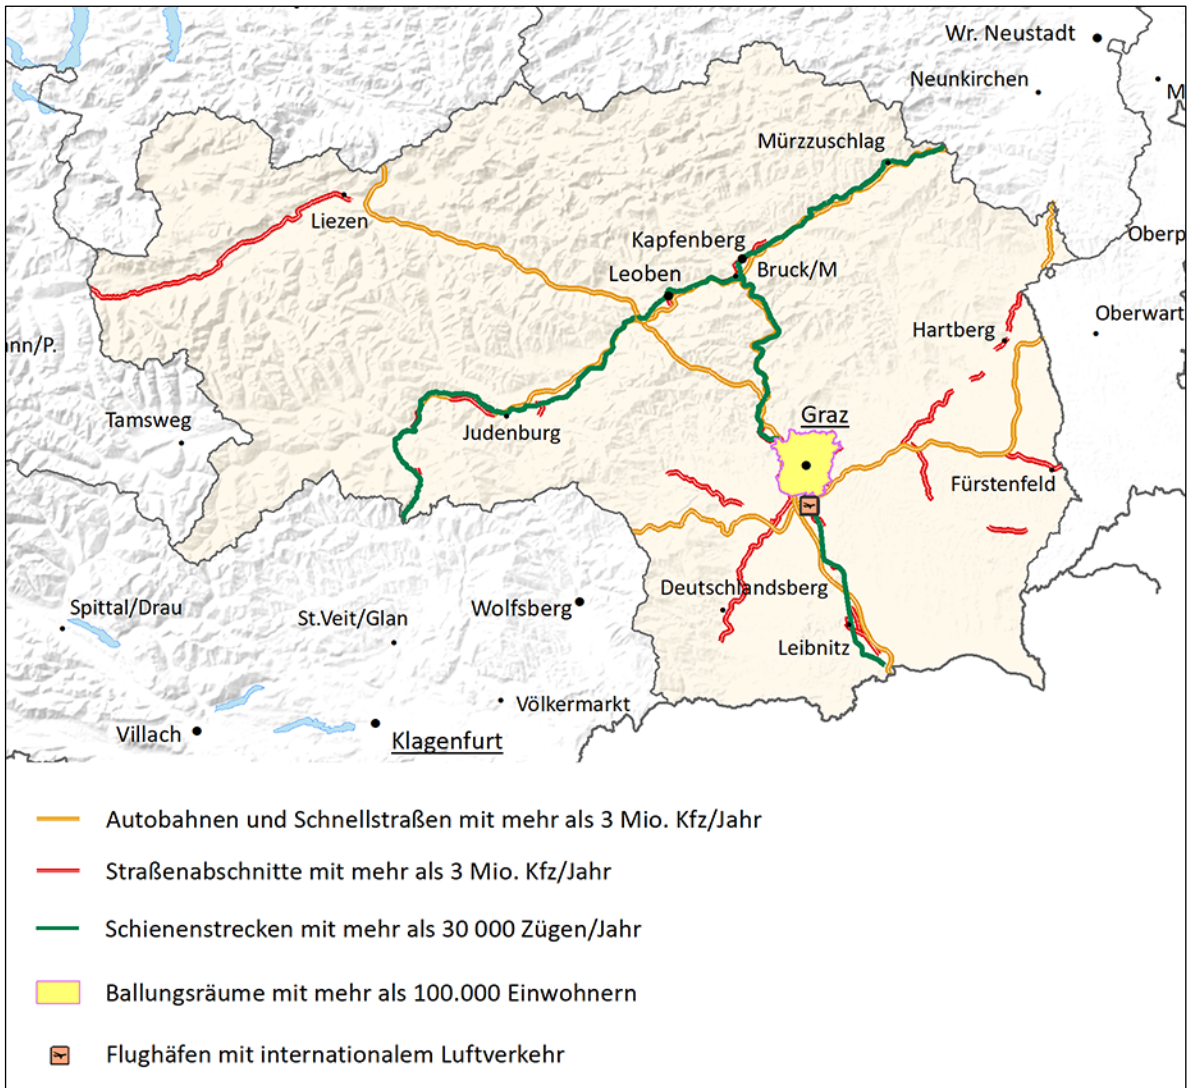 Wr. Neustadt
Neunkirchen
M
Mürzzuschlag
Liezen
Kapfenberg
Oberp
Leoben
Bruck/M
Oberwart
Hartberg
ann/P.
Tamsweg
Graz
Judenburg
Fürstenfeld
Deutschlandsberg
Spittal/Drau
St.Veit/Glan
Wolfsberg
Leibnitz
Völkermarkt
Villach
Klagenfurt
Autobahnen und Schnellstraßen mit mehr als 3 Mio. Kfz/Jahr
Straßenabschnitte mit mehr als 3 Mio. Kfz/Jahr
Schienenstrecken mit mehr als 30 000 Zügen/Jahr
Ballungsräume mit mehr als 100.000 Einwohnern
Flughäfen mit internationalem Luftverkehr